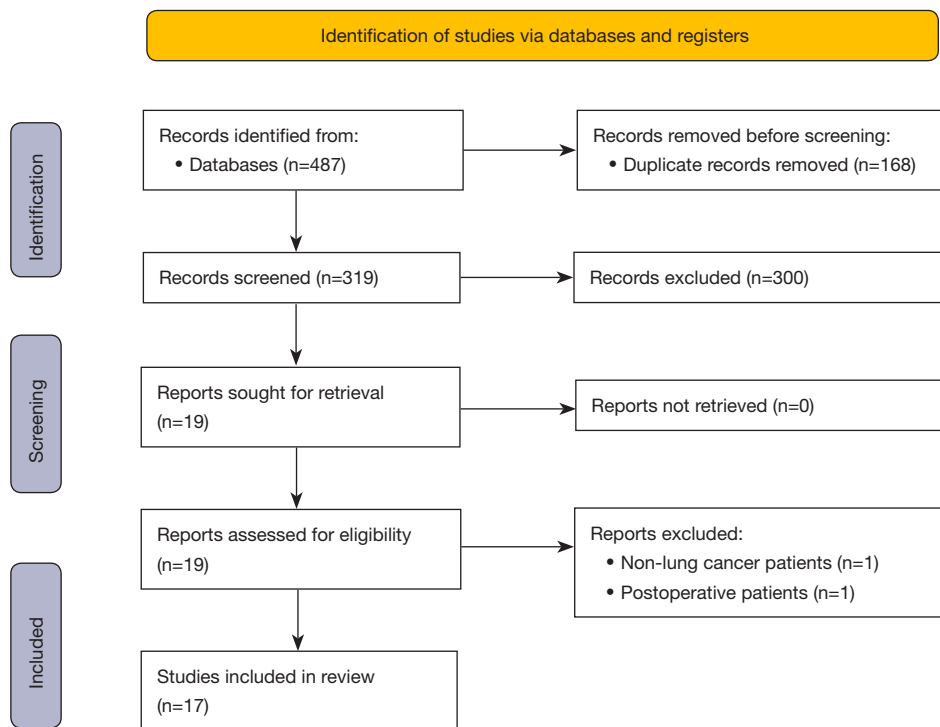 Identification of studies via databases and registers
Identification
Records identified from:
• Databases (n=487)
Records removed before screening:
• Duplicate records removed (n=168)
Records screened (n=319)
Records excluded (n=300)
Screening
Reports sought for retrieval
(n=19)
Reports not retrieved (n=0)
Reports assessed for eligibility
(n=19)
Reports excluded:
• Non-lung cancer patients (n=1)
• Postoperative patients (n=1)
Included
Studies included in review
(n=17)